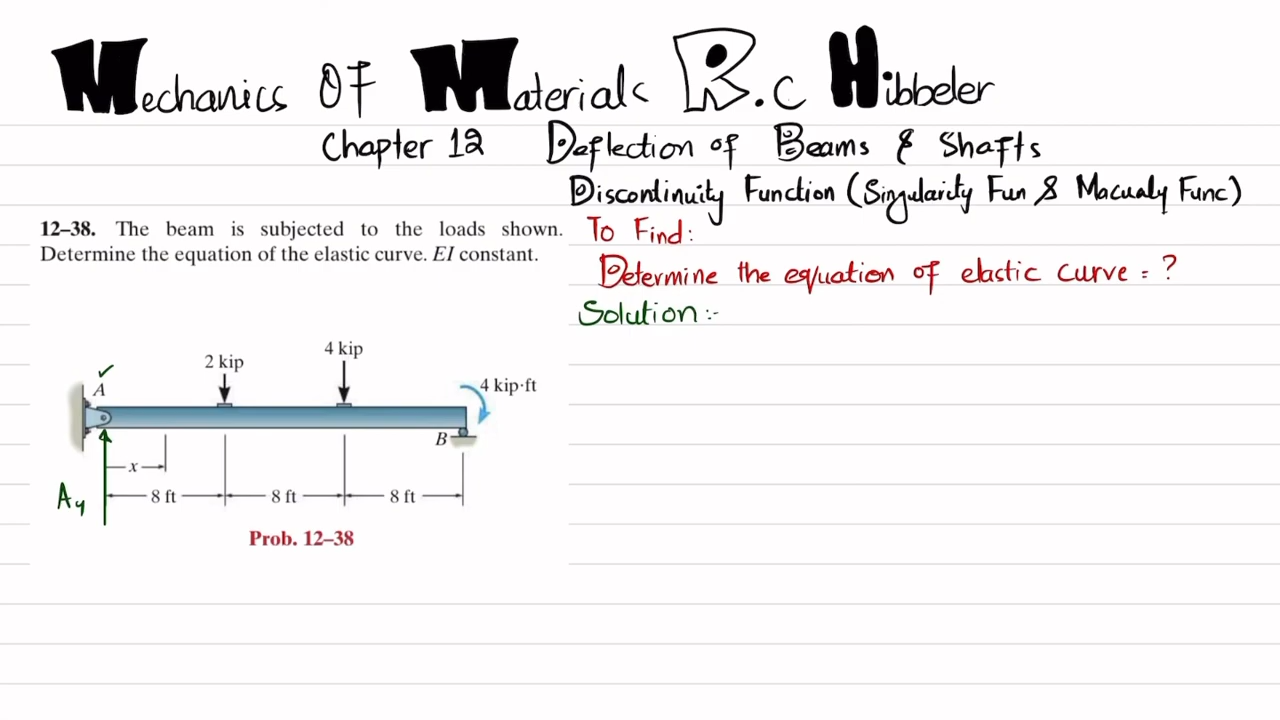 Mechanics Of Materials R.c Hibbeler
Chapter 12 Deflection of Beams & Shafts
Discontinuity Function (Singularity Fun & Macualy Func)
12–38. The beam is subjected to the loads shown.
Determine the equation of the elastic curve. EI constant.
To Find:
Determine the equation of elastic curve = ?
Solution :-
4 kip
2 kip
4 kip·ft
A
B
x
Ay
8 ft 8 ft 8 ft
Prob. 12–38